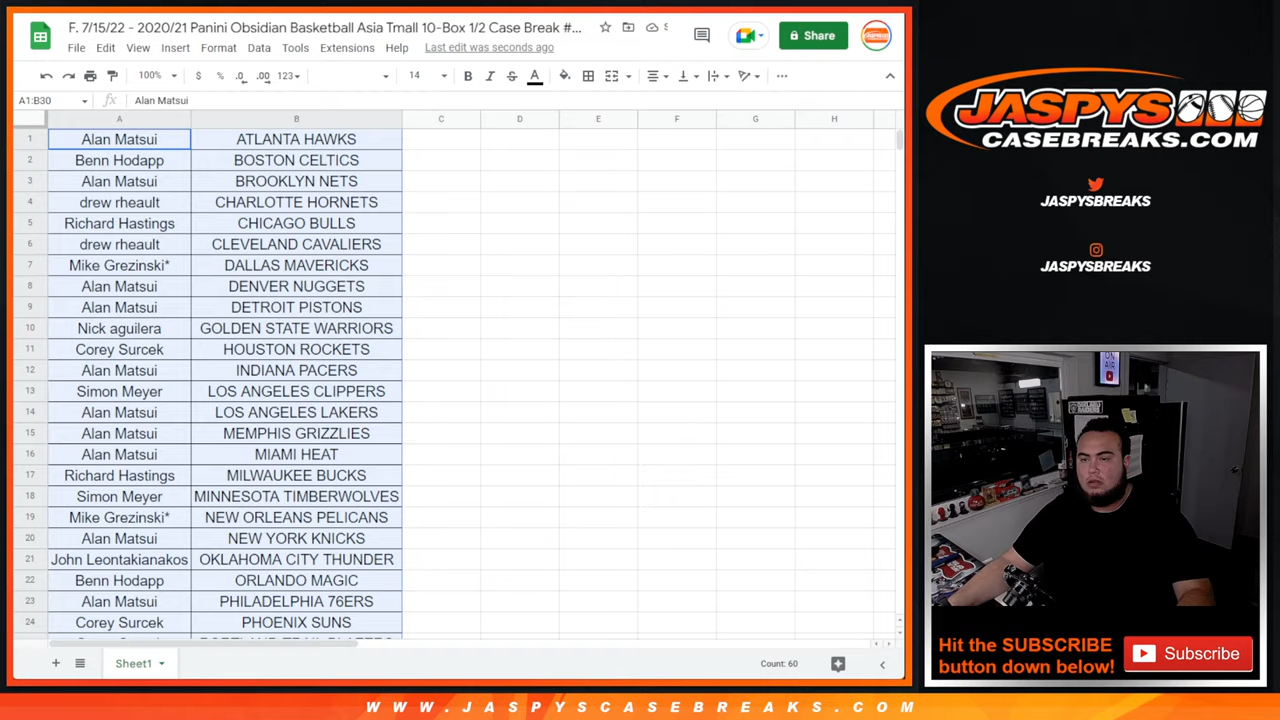 F. 7/15/22 - 2020/21 Panini Obsidian Basketball Asia Tmall 10-Box 1/2 Case Break #...
Share
File Edit View Insert Format Data Tools Extensions Help Last edit was seconds ago
100% $ % .0 .00 123 14 B I S A
A1:B30 fx Alan Matsui
A B C D E F G H
1 Alan Matsui ATLANTA HAWKS
2 Benn Hodapp BOSTON CELTICS
3 Alan Matsui BROOKLYN NETS
4 drew rheault CHARLOTTE HORNETS
5 Richard Hastings CHICAGO BULLS
6 drew rheault CLEVELAND CAVALIERS
7 Mike Grezinski* DALLAS MAVERICKS
8 Alan Matsui DENVER NUGGETS
9 Alan Matsui DETROIT PISTONS
10 Nick aguilera GOLDEN STATE WARRIORS
11 Corey Surcek HOUSTON ROCKETS
12 Alan Matsui INDIANA PACERS
13 Simon Meyer LOS ANGELES CLIPPERS
14 Alan Matsui LOS ANGELES LAKERS
15 Alan Matsui MEMPHIS GRIZZLIES
16 Alan Matsui MIAMI HEAT
17 Richard Hastings MILWAUKEE BUCKS
18 Simon Meyer MINNESOTA TIMBERWOLVES
19 Mike Grezinski* NEW ORLEANS PELICANS
20 Alan Matsui NEW YORK KNICKS
21 John Leontakianakos OKLAHOMA CITY THUNDER
22 Benn Hodapp ORLANDO MAGIC
23 Alan Matsui PHILADELPHIA 76ERS
24 Corey Surcek PHOENIX SUNS
Sheet1 Count: 60
JASPYS
CASEBREAKS.COM
JASPYSBREAKS
JASPYSBREAKS
ON AIR
Hit the SUBSCRIBE
button down below!
Subscribe
WWW.JASPYSCASEBREAKS.COM